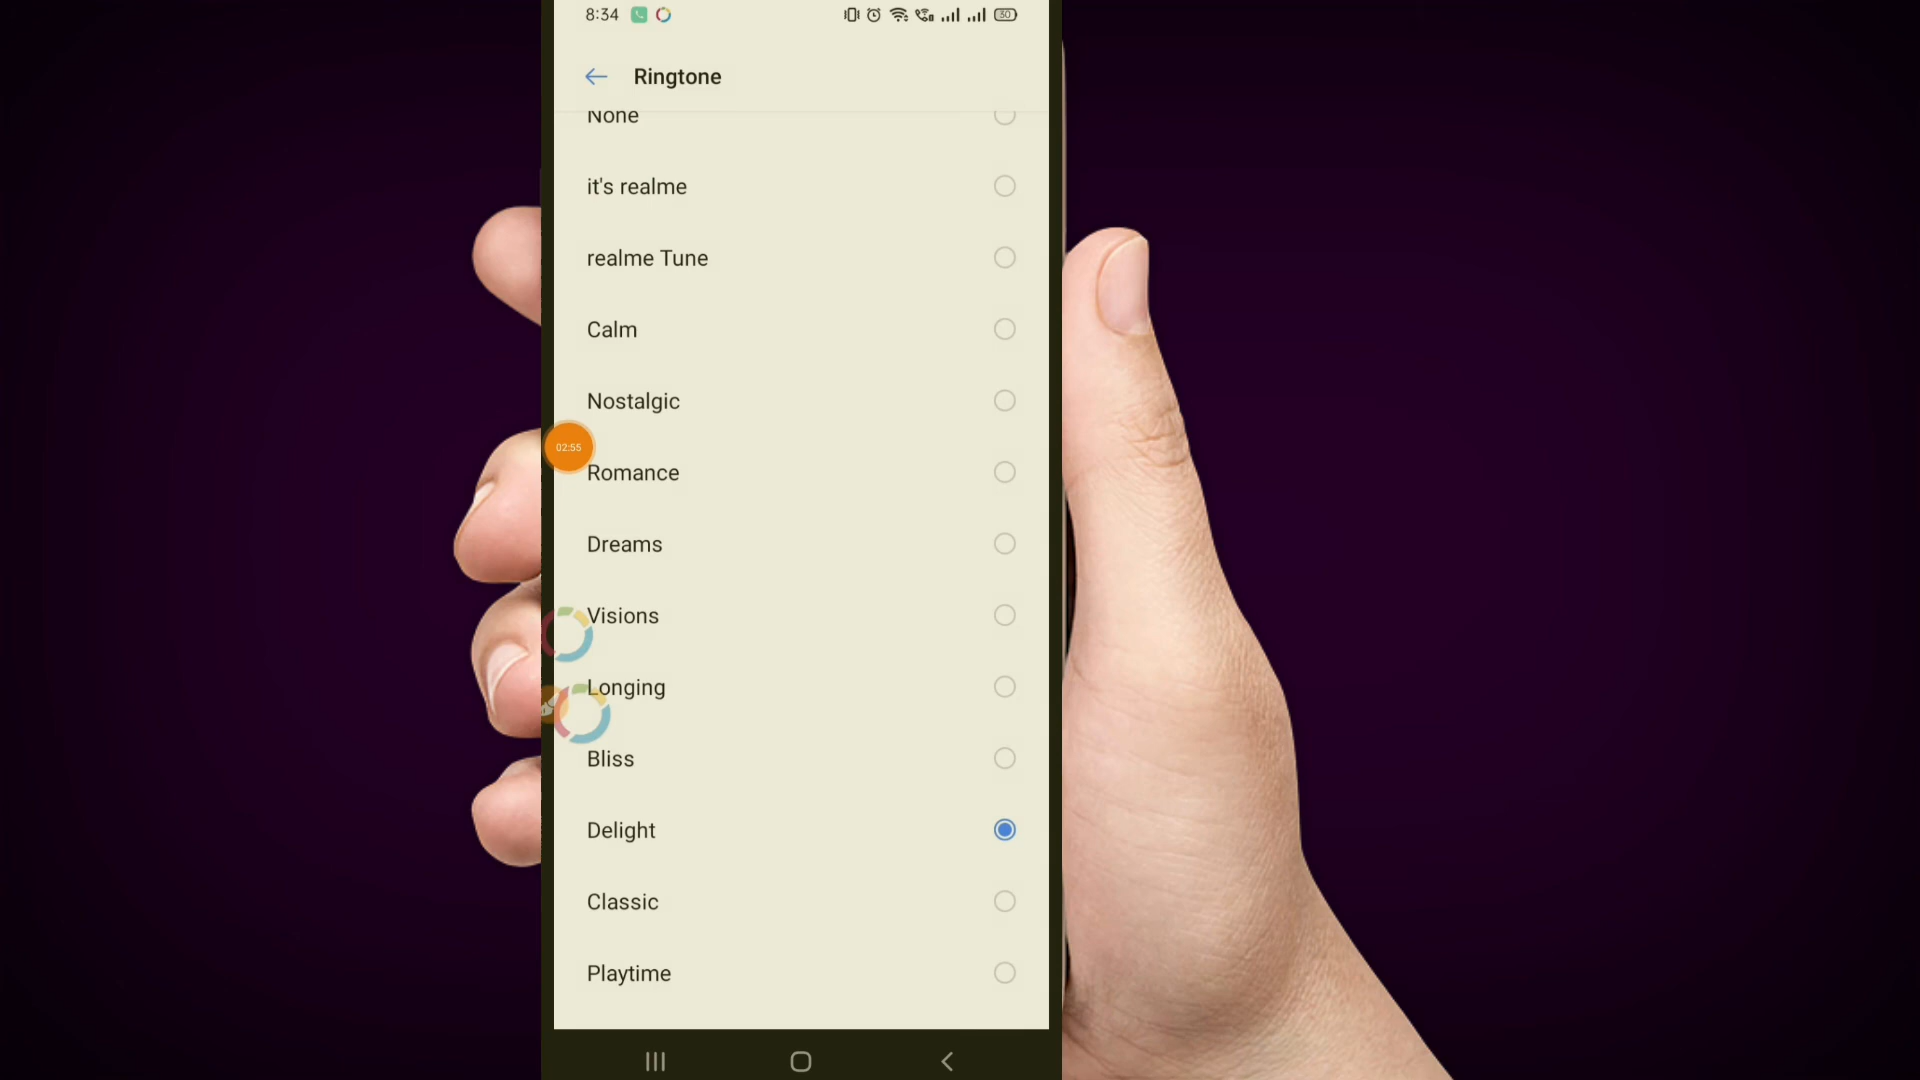 8:34
30
Ringtone
None
it's realme
realme Tune
Calm
Nostalgic
02:55
Romance
Dreams
Visions
Longing
Bliss
Delight
Classic
Playtime